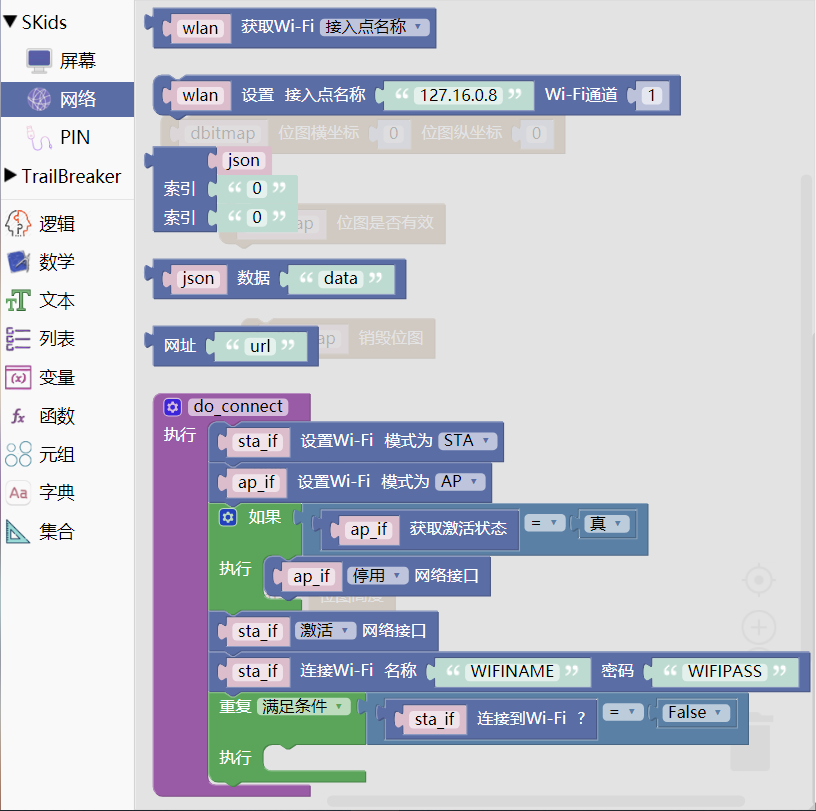 SKids
屏幕
网络
PIN
TrailBreaker
逻辑
数学
文本
列表
变量
函数
元组
字典
集合
wlan 获取Wi-Fi 接入点名称
wlan 设置 接入点名称 “ 127.16.0.8 ” Wi-Fi通道 1
dbitmap 位图横坐标 0 位图纵坐标 0
json
索引 “ 0 ”
索引 “ 0 ”
位图是否有效
json 数据 “ data ”
网址 “ url ”
销毁位图
do_connect
执行
sta_if 设置Wi-Fi 模式为 STA
ap_if 设置Wi-Fi 模式为 AP
如果 ap_if 获取激活状态 = 真
执行 ap_if 停用 网络接口
sta_if 激活 网络接口
sta_if 连接Wi-Fi 名称 “ WIFINAME ” 密码 “ WIFIPASS ”
重复 满足条件 sta_if 连接到Wi-Fi ? = False
执行